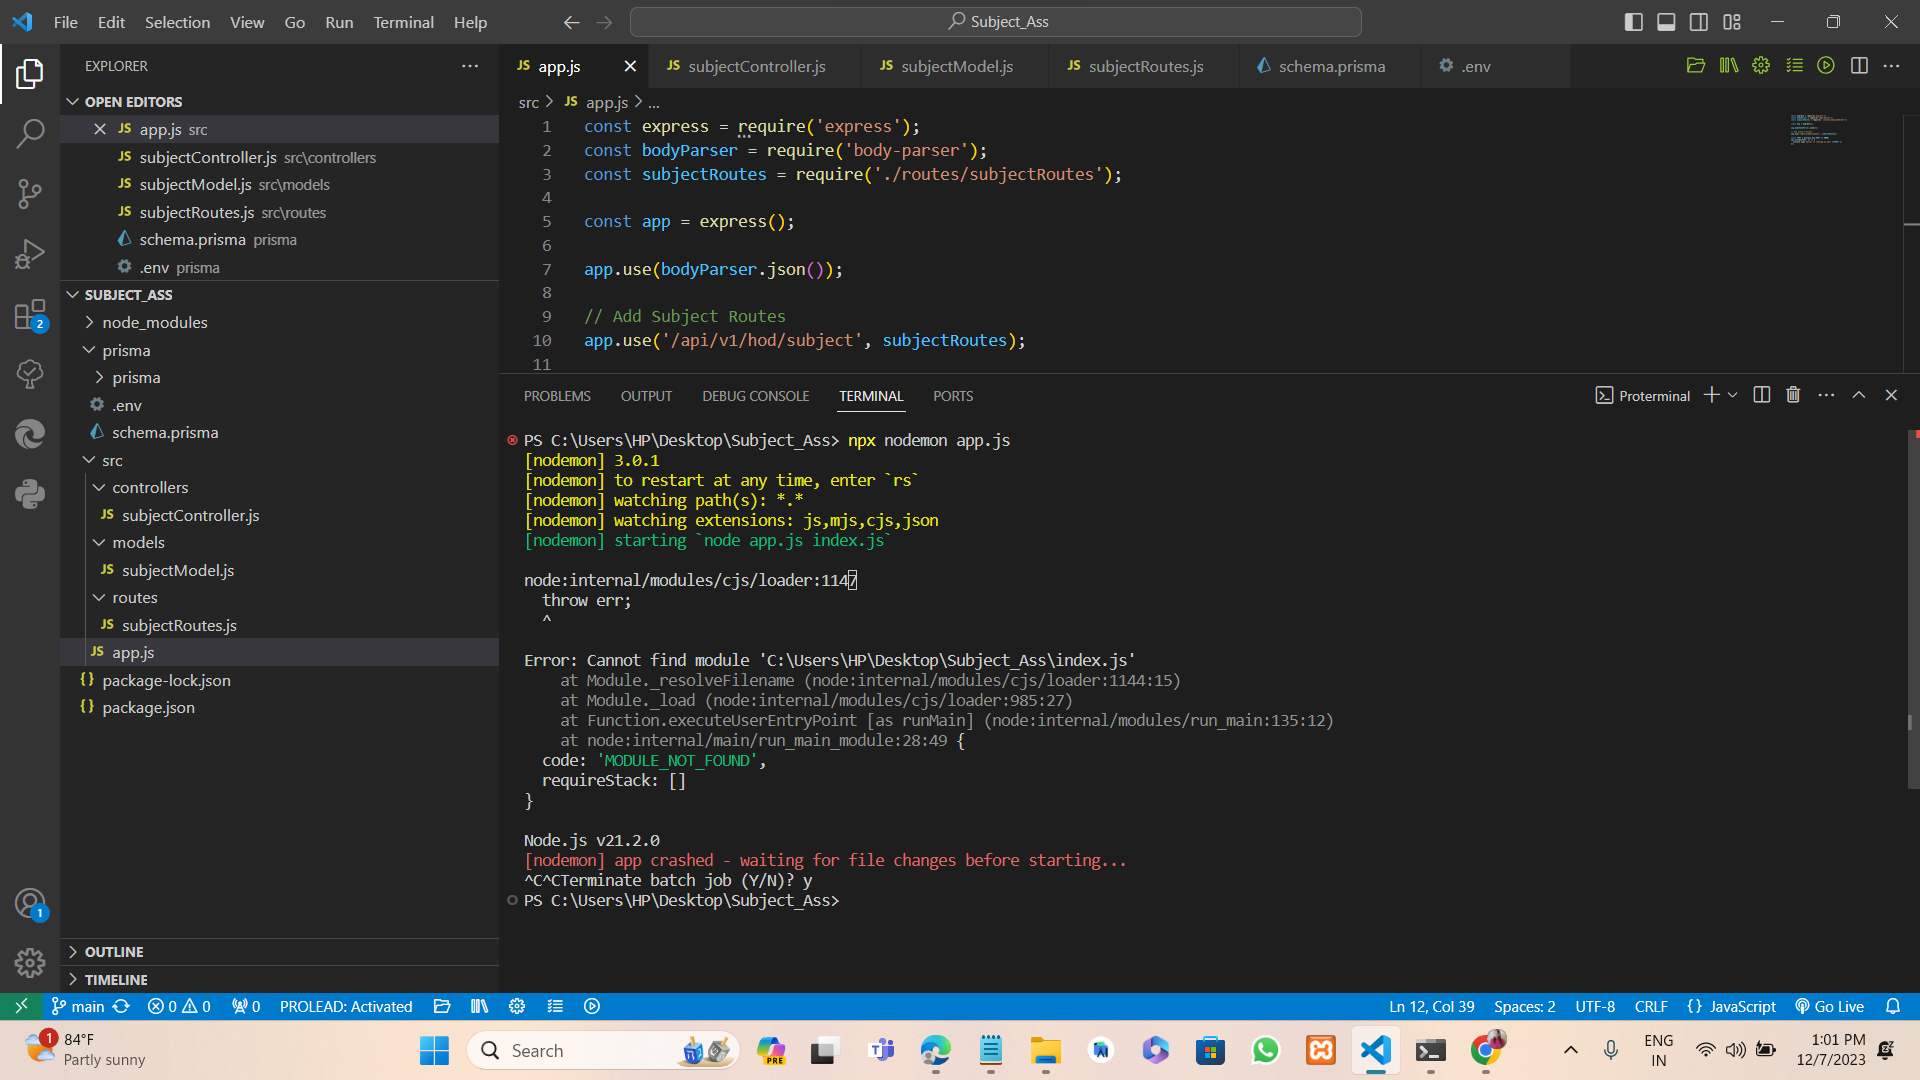 File Edit Selection View Go Run Terminal Help
Subject_Ass
EXPLORER
OPEN EDITORS
JS app.js src
JS subjectController.js src\controllers
JS subjectModel.js src\models
JS subjectRoutes.js src\routes
schema.prisma prisma
.env prisma
SUBJECT_ASS
node_modules
prisma
prisma
.env
schema.prisma
src
controllers
JS subjectController.js
models
JS subjectModel.js
routes
JS subjectRoutes.js
JS app.js
{} package-lock.json
{} package.json
OUTLINE
TIMELINE
2
1
JS app.js
JS subjectController.js
JS subjectModel.js
JS subjectRoutes.js
schema.prisma
.env
src > JS app.js > ...
1 const express = require('express');
2 const bodyParser = require('body-parser');
3 const subjectRoutes = require('./routes/subjectRoutes');
4
5 const app = express();
6
7 app.use(bodyParser.json());
8
9 // Add Subject Routes
10 app.use('/api/v1/hod/subject', subjectRoutes);
11
PROBLEMS OUTPUT DEBUG CONSOLE TERMINAL PORTS
Proterminal
PS C:\Users\HP\Desktop\Subject_Ass> npx nodemon app.js
[nodemon] 3.0.1
[nodemon] to restart at any time, enter `rs`
[nodemon] watching path(s): *.*
[nodemon] watching extensions: js,mjs,cjs,json
[nodemon] starting `node app.js index.js`
node:internal/modules/cjs/loader:1147
throw err;
^
Error: Cannot find module 'C:\Users\HP\Desktop\Subject_Ass\index.js'
at Module._resolveFilename (node:internal/modules/cjs/loader:1144:15)
at Module._load (node:internal/modules/cjs/loader:985:27)
at Function.executeUserEntryPoint [as runMain] (node:internal/modules/run_main:135:12)
at node:internal/main/run_main_module:28:49 {
code: 'MODULE_NOT_FOUND',
requireStack: []
}
Node.js v21.2.0
[nodemon] app crashed - waiting for file changes before starting...
^C^CTerminate batch job (Y/N)? y
PS C:\Users\HP\Desktop\Subject_Ass>
main 0 0 0 PROLEAD: Activated
Ln 12, Col 39 Spaces: 2 UTF-8 CRLF {} JavaScript Go Live
1
84°F
Partly sunny
Search
PRE
ENG
IN
1:01 PM
12/7/2023